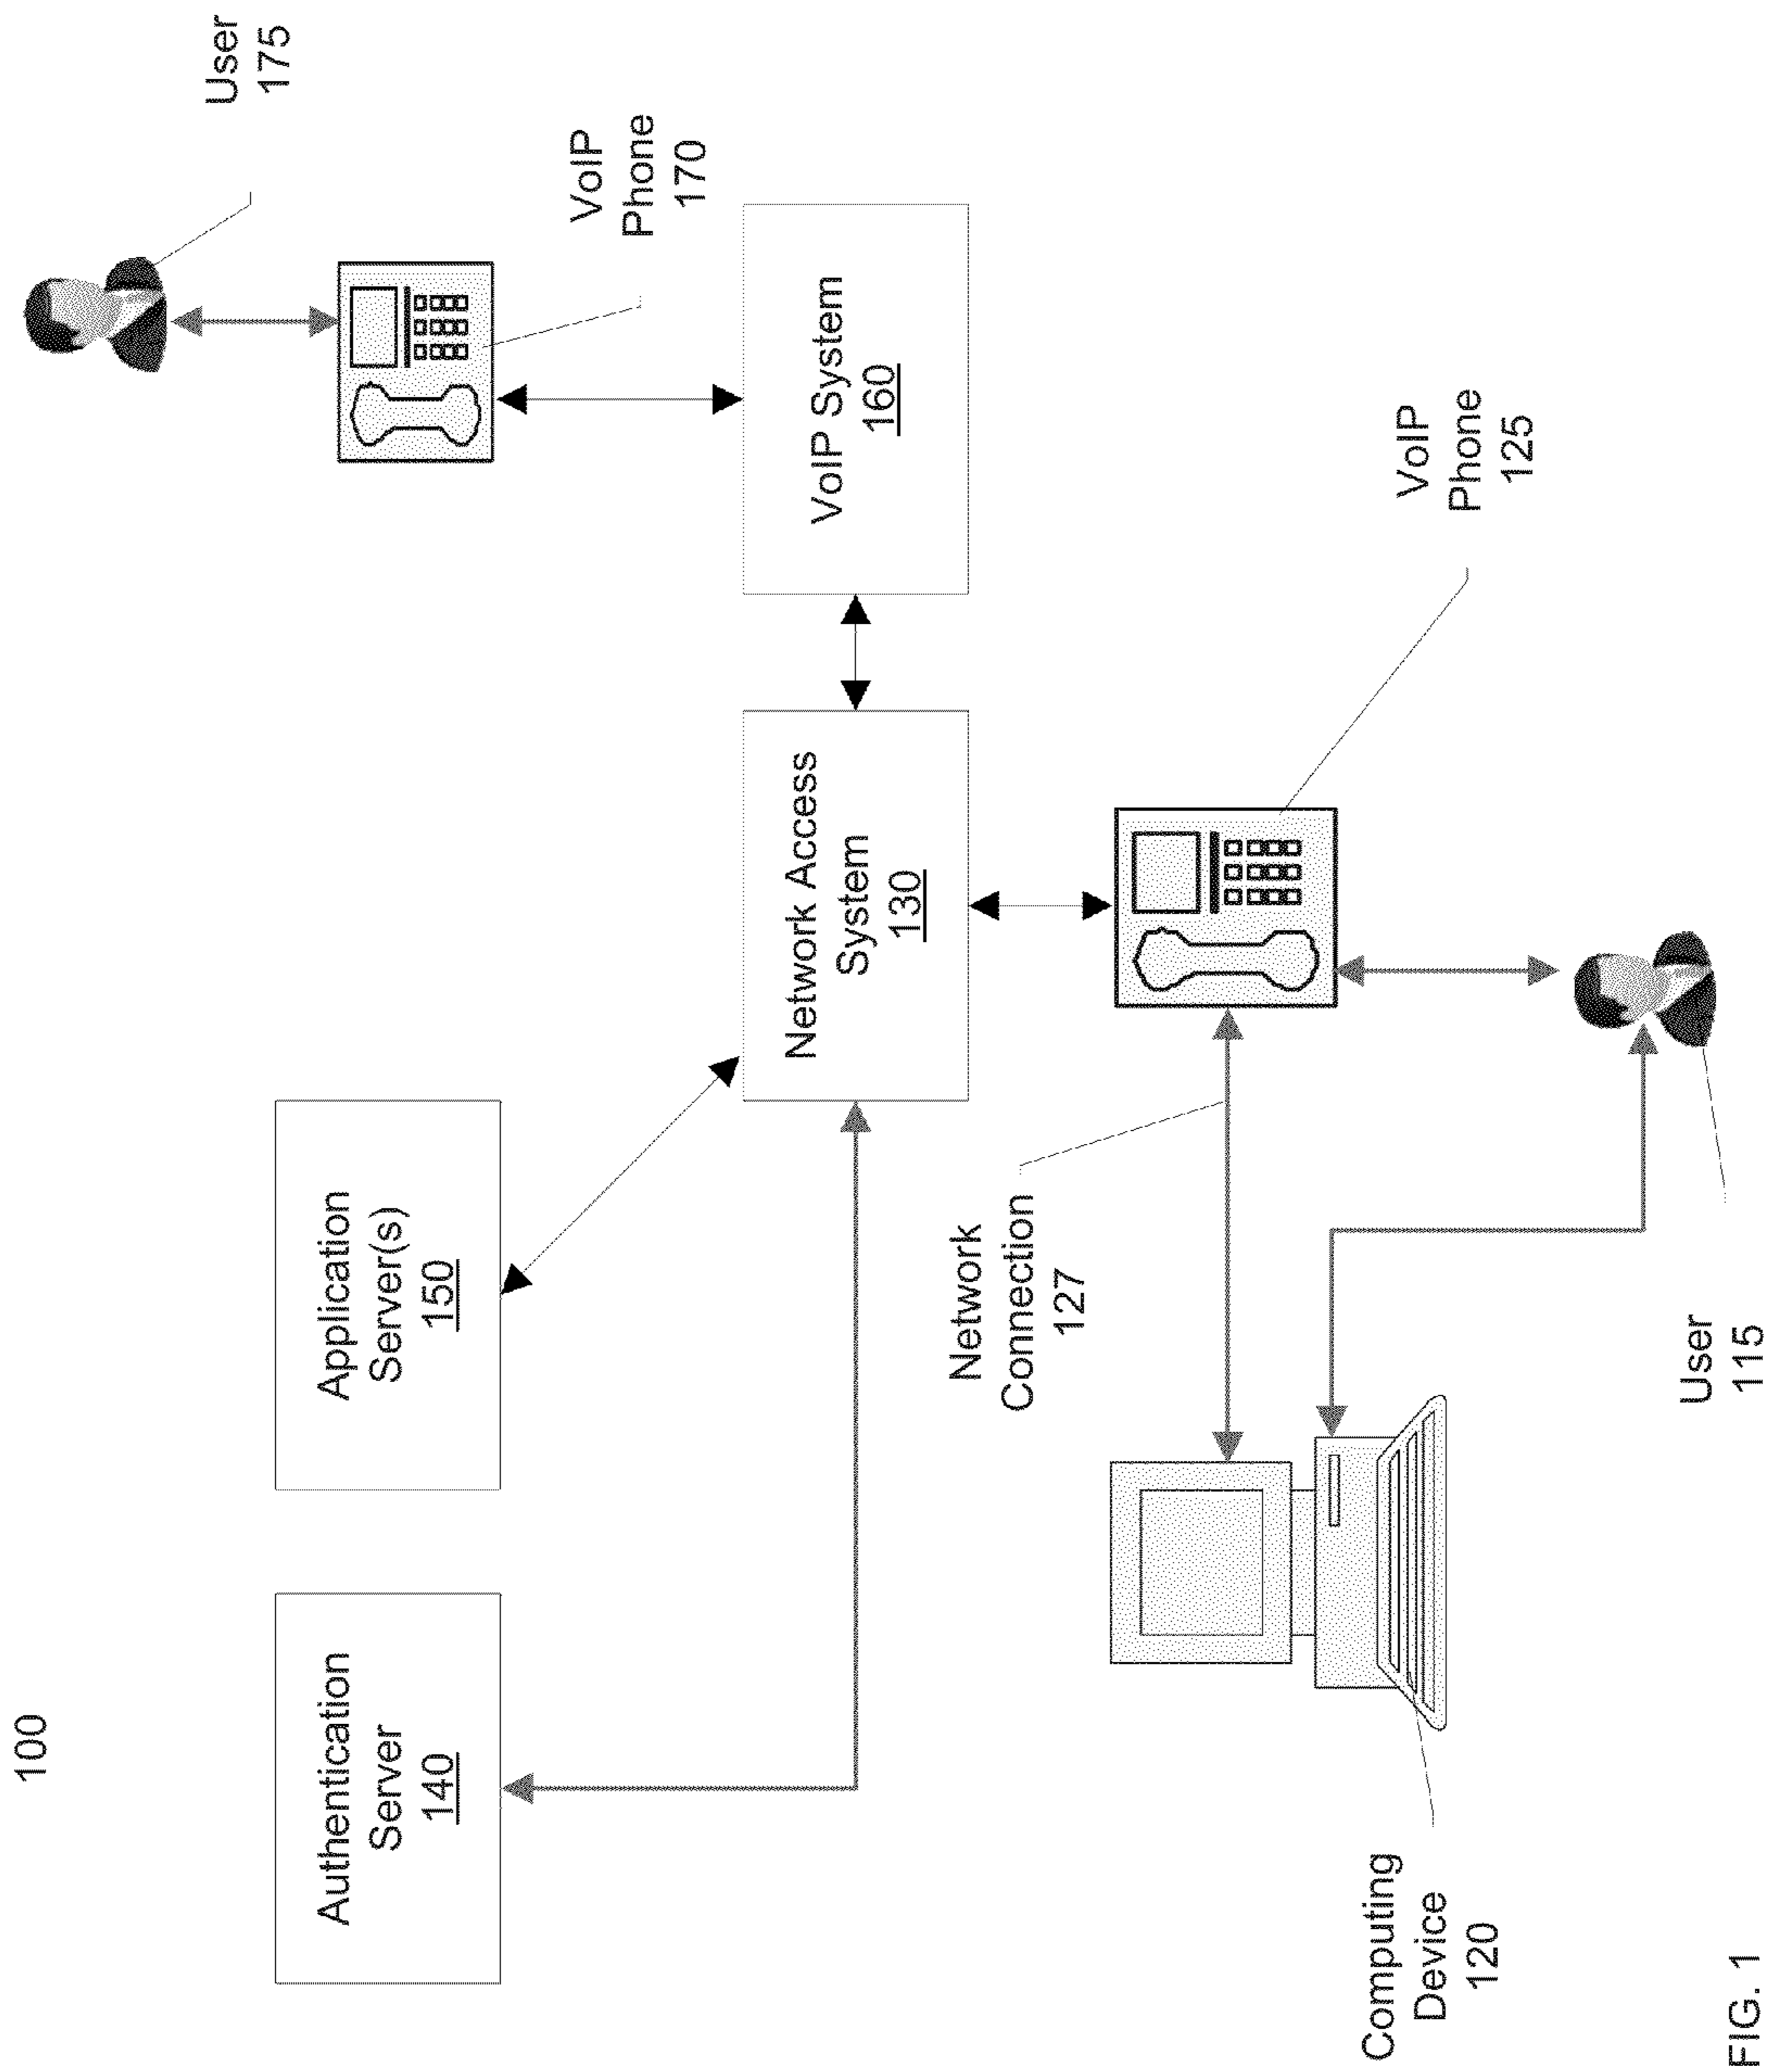 100
Authentication
Server
140
Application
Server(s)
150
User
175
VoIP
Phone
170
Network Access
System
130
VoIP System
160
Network
Connection
127
VoIP
Phone
125
Computing
Device
120
User
115
FIG. 1